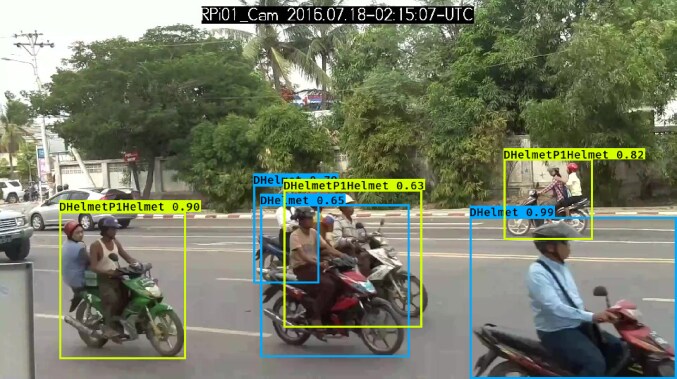 RPi01_Cam 2016.07.18-02:15:07-UTC
DHelmetP1Helmet 0.82
DHelmet 0.79
DHelmetP1Helmet 0.63
DHelmet 0.65
DHelmetP1Helmet 0.90
DHelmet 0.99